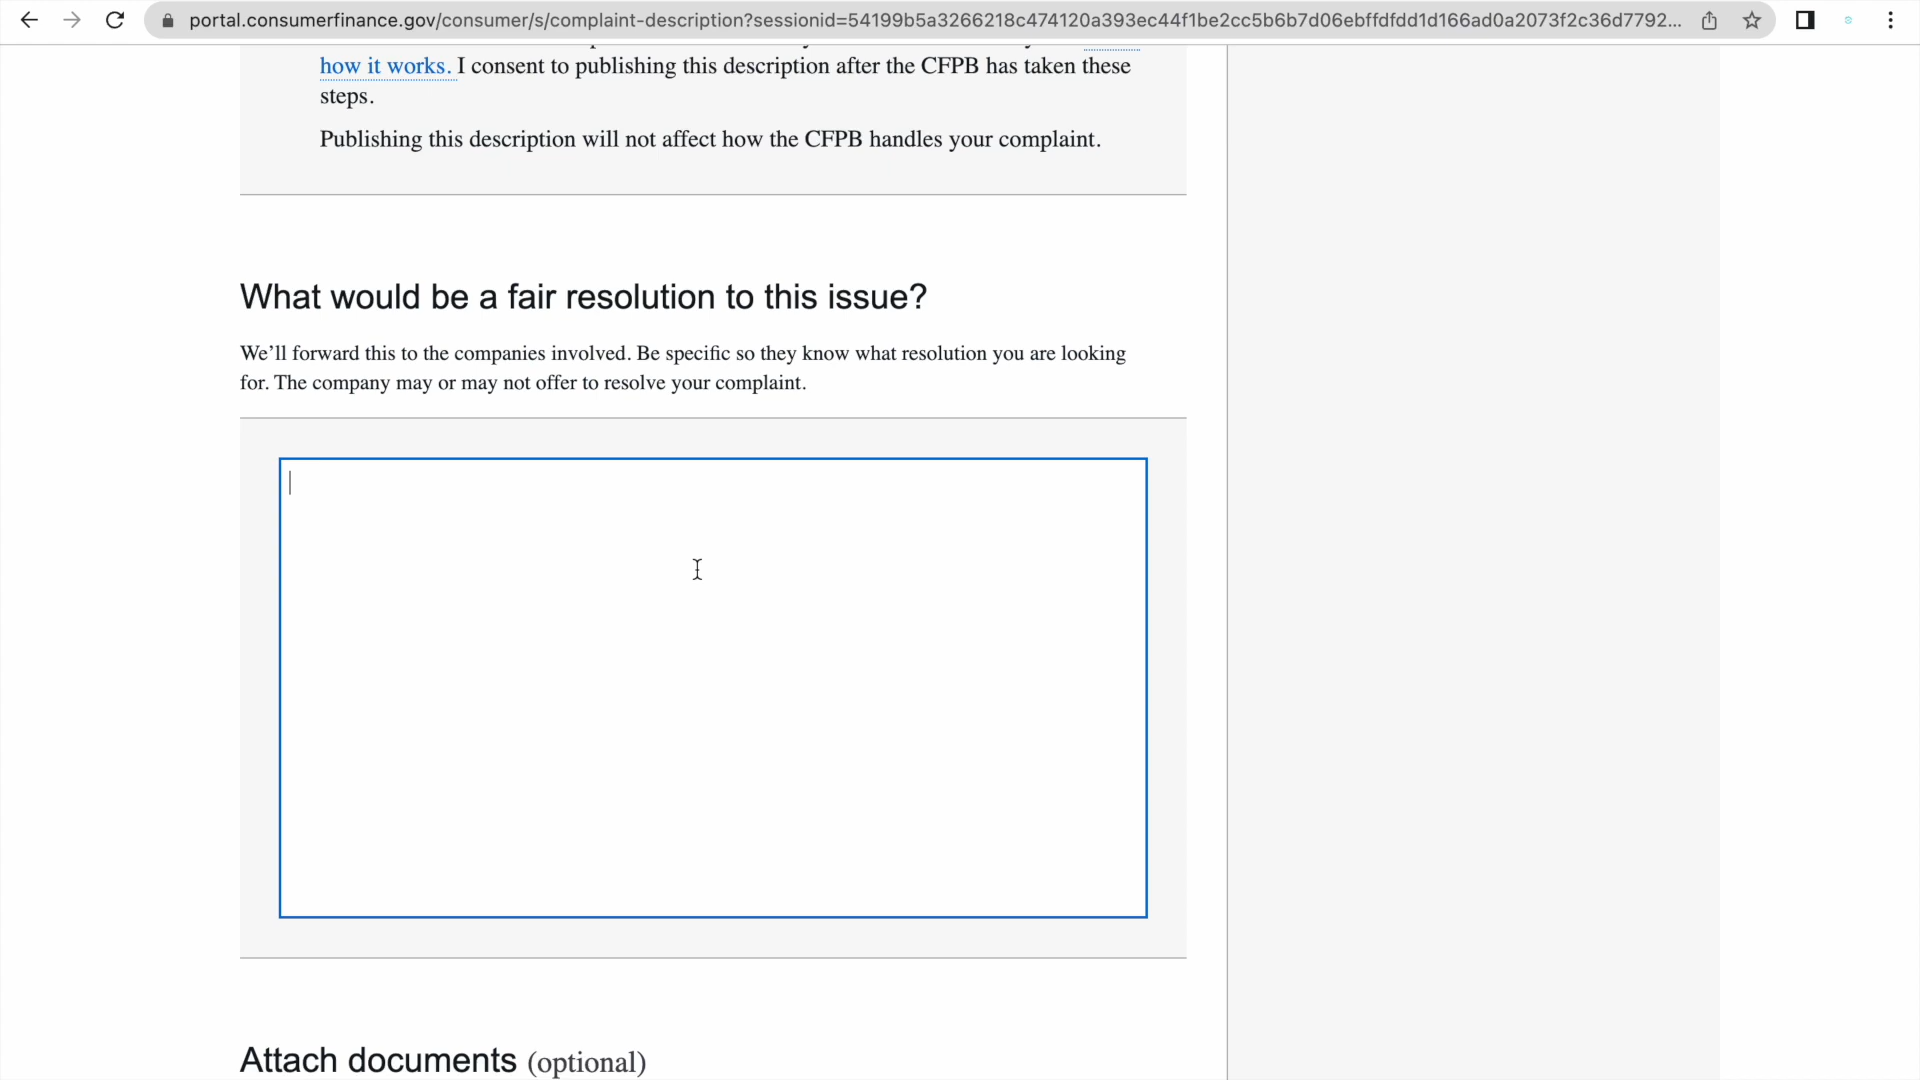 portal.consumerfinance.gov/consumer/s/complaint-description?sessionid=54199b5a3266218c474120a393ec44f1be2cc5b6b7d06ebffdfdd1d166ad0a2073f2c36d7792...
how it works. I consent to publishing this description after the CFPB has taken these
steps.
Publishing this description will not affect how the CFPB handles your complaint.
What would be a fair resolution to this issue?
We’ll forward this to the companies involved. Be specific so they know what resolution you are looking
for. The company may or may not offer to resolve your complaint.
Attach documents (optional)